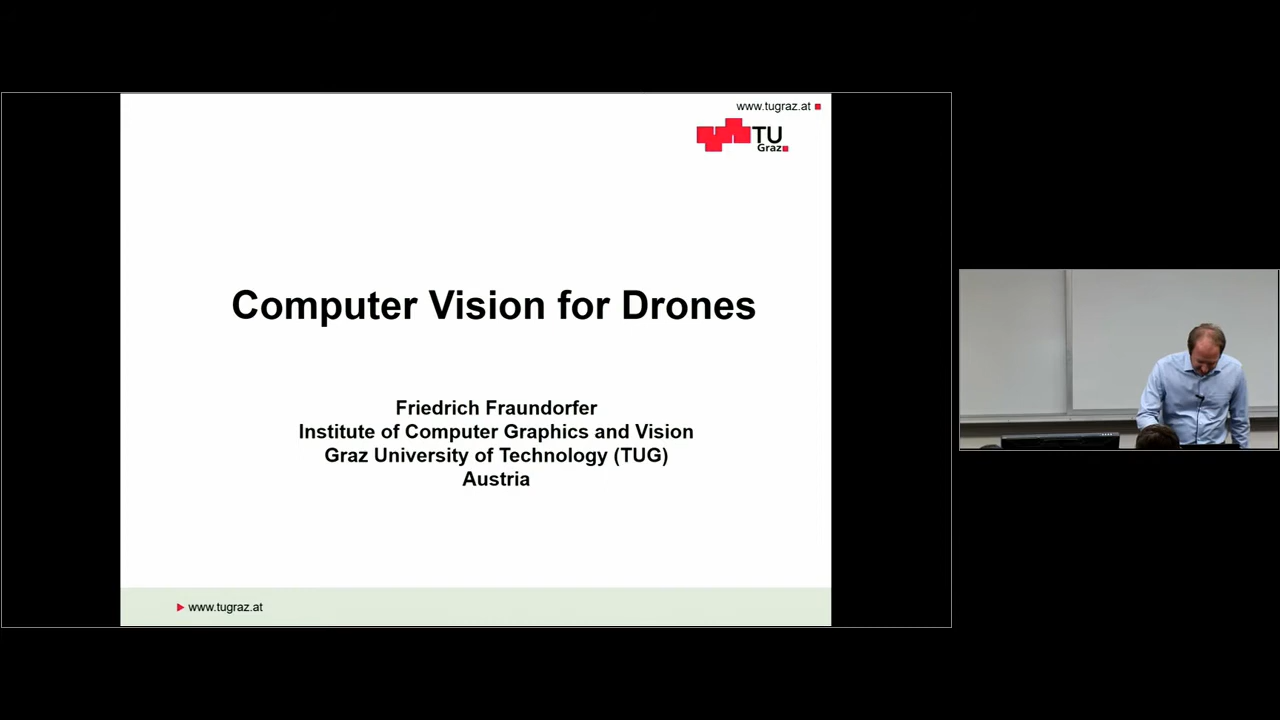 www.tugraz.at
TU
Graz
Computer Vision for Drones
Friedrich Fraundorfer
Institute of Computer Graphics and Vision
Graz University of Technology (TUG)
Austria
www.tugraz.at